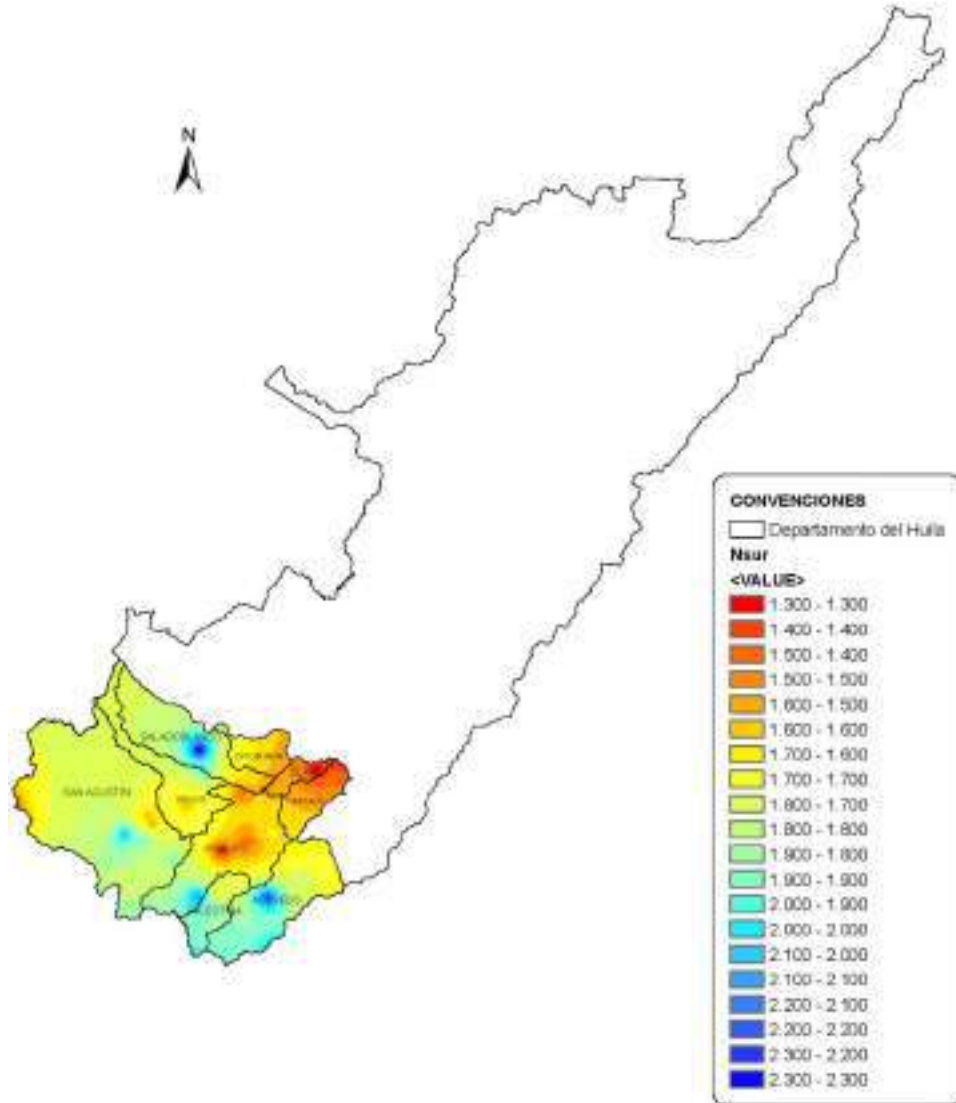 N
CONVENCIONES
Departamento del Huila
Nsur
<VALUE>
1.300 - 1.300
1.400 - 1.400
1.500 - 1.400
1.500 - 1.500
1.600 - 1.500
1.600 - 1.600
1.700 - 1.600
1.700 - 1.700
1.800 - 1.700
1.800 - 1.800
1.900 - 1.800
1.900 - 1.900
2.000 - 1.900
2.000 - 2.000
2.100 - 2.000
2.100 - 2.100
2.200 - 2.100
2.200 - 2.200
2.300 - 2.200
2.300 - 2.300
SAN AGUSTIN